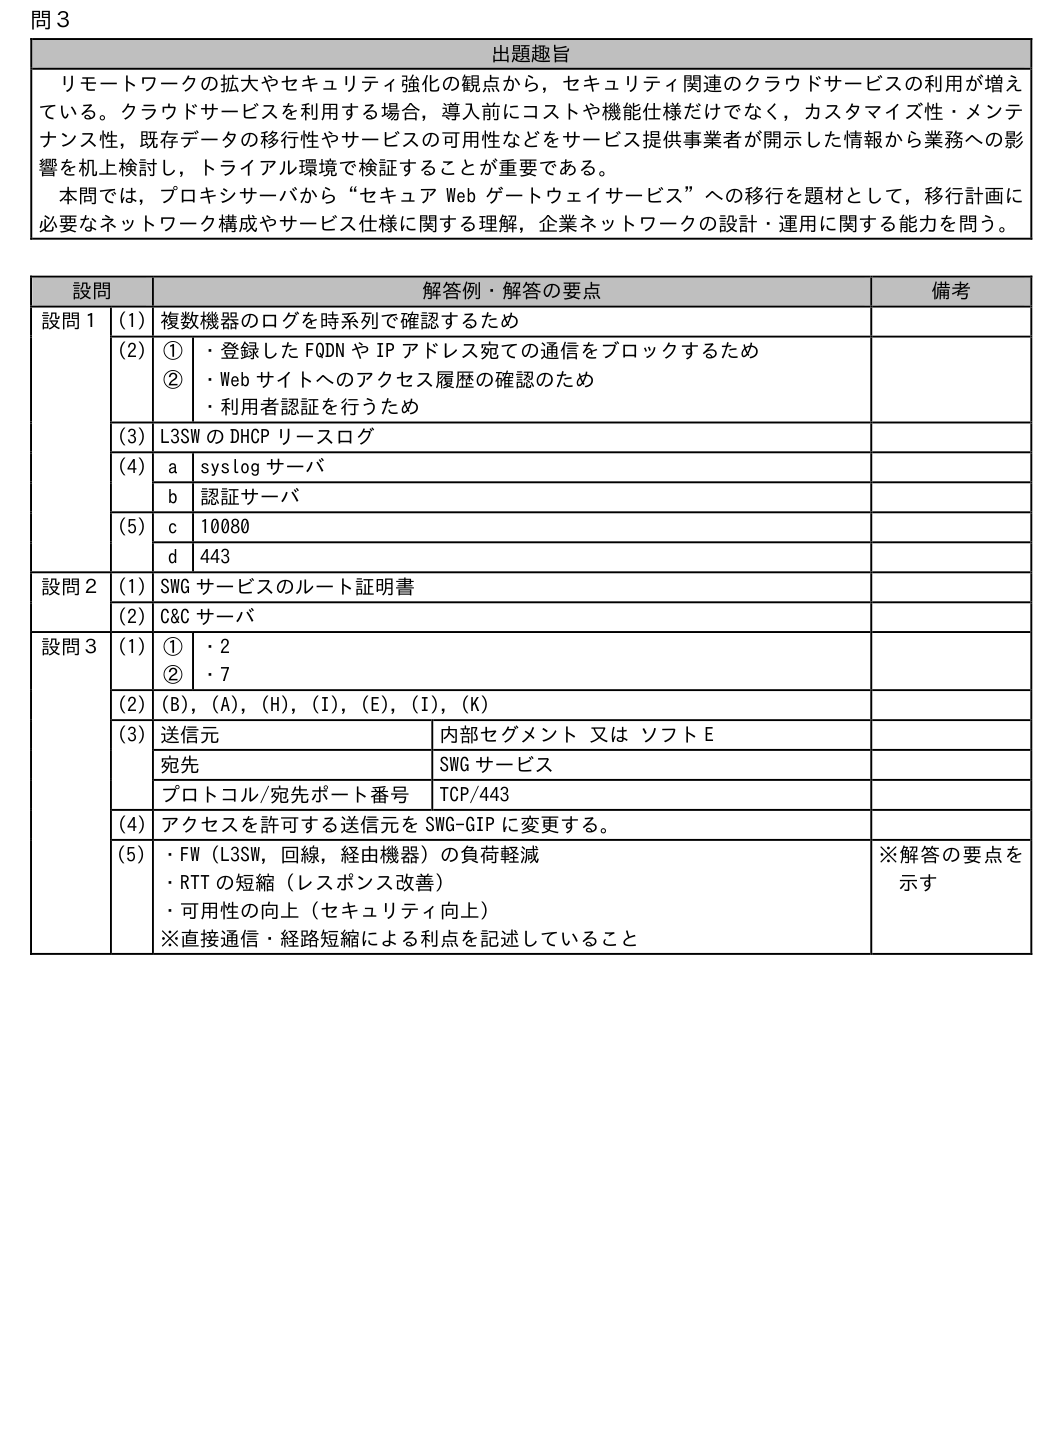 問３
出題趣旨
リモートワークの拡大やセキュリティ強化の観点から，セキュリティ関連のクラウドサービスの利用が増え
ている。クラウドサービスを利用する場合，導入前にコストや機能仕様だけでなく，カスタマイズ性・メンテ
ナンス性，既存データの移行性やサービスの可用性などをサービス提供事業者が開示した情報から業務への影
響を机上検討し，トライアル環境で検証することが重要である。
本問では，プロキシサーバから“セキュア Web ゲートウェイサービス”への移行を題材として，移行計画に
必要なネットワーク構成やサービス仕様に関する理解，企業ネットワークの設計・運用に関する能力を問う。
設問 解答例・解答の要点 備考
設問１ (1) 複数機器のログを時系列で確認するため
(2) ① ・登録した FQDN や IP アドレス宛ての通信をブロックするため
② ・Web サイトへのアクセス履歴の確認のため
・利用者認証を行うため
(3) L3SW の DHCP リースログ
(4) a syslog サーバ
b 認証サーバ
(5) c 10080
d 443
設問２ (1) SWG サービスのルート証明書
(2) C&C サーバ
設問３ (1) ① ・2
② ・7
(2) (B)，(A)，(H)，(I)，(E)，(I)，(K)
(3) 送信元 内部セグメント 又は ソフト E
宛先 SWG サービス
プロトコル/宛先ポート番号 TCP/443
(4) アクセスを許可する送信元を SWG-GIP に変更する。
(5) ・FW（L3SW，回線，経由機器）の負荷軽減 ※解答の要点を
・RTT の短縮（レスポンス改善） 示す
・可用性の向上（セキュリティ向上）
※直接通信・経路短縮による利点を記述していること